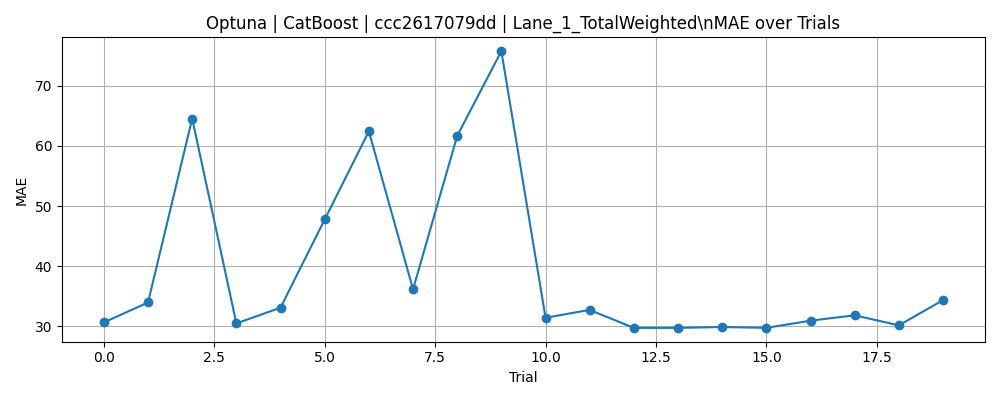 Optuna | CatBoost | ccc2617079dd | Lane_1_TotalWeighted\nMAE over Trials
70
60
50
40
30
MAE
0.0 2.5 5.0 7.5 10.0 12.5 15.0 17.5
Trial